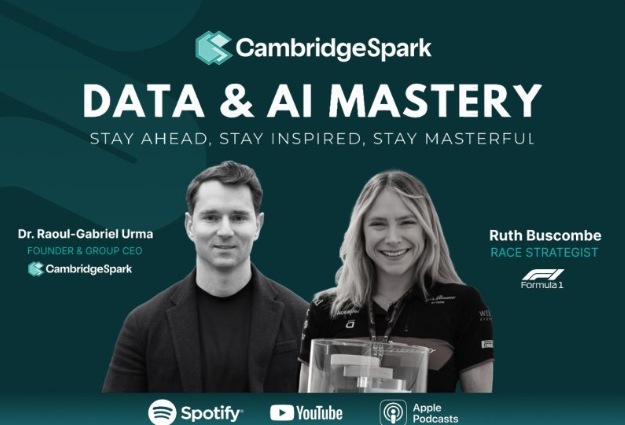 CambridgeSpark
DATA & AI MASTERY
STAY AHEAD, STAY INSPIRED, STAY MASTERFUL
Dr. Raoul-Gabriel Urma
FOUNDER & GROUP CEO
CambridgeSpark
Ruth Buscombe
RACE STRATEGIST
F1
Formula 1
Spotify
YouTube
Apple
Podcasts